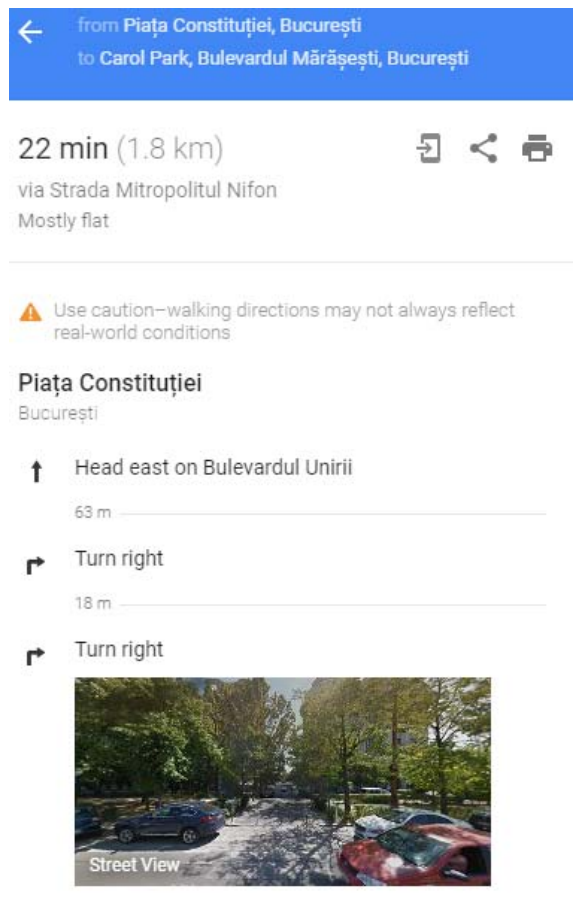 from Piața Constituției, București
to Carol Park, Bulevardul Mărășești, București
22 min (1.8 km)
via Strada Mitropolitul Nifon
Mostly flat
Use caution–walking directions may not always reflect
real-world conditions
Piața Constituției
București
Head east on Bulevardul Unirii
63 m
Turn right
18 m
Turn right
Street View